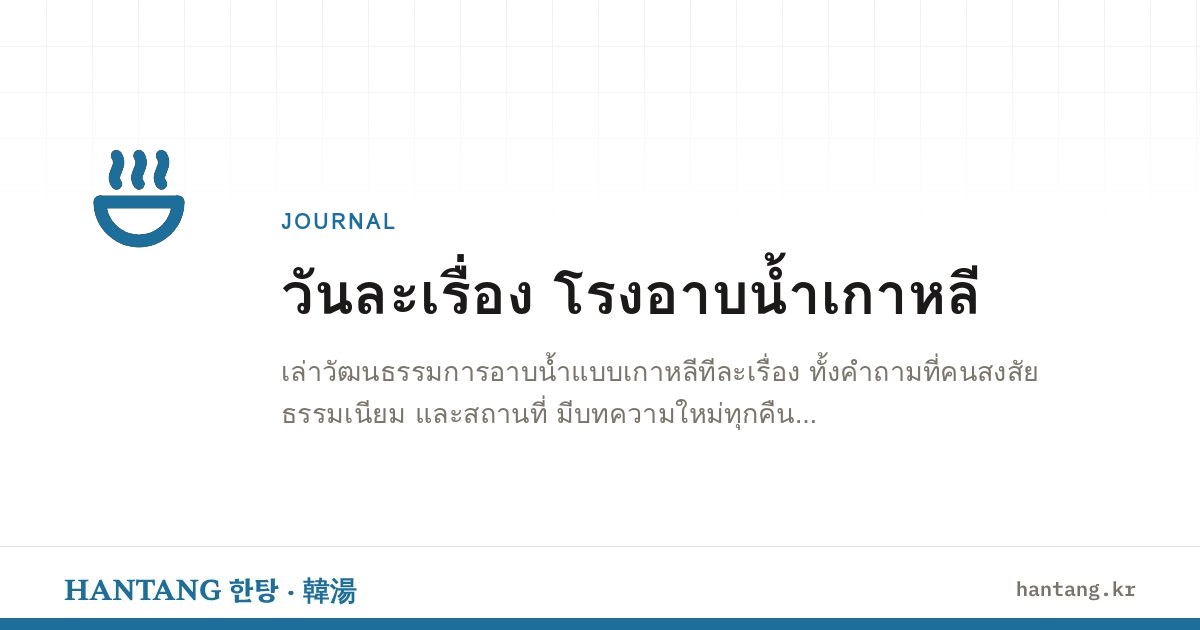 JOURNAL
วันละเรื่อง โรงอาบน้ำเกาหลี
เล่าวัฒนธรรมการอาบน้ำแบบเกาหลีทีละเรื่อง ทั้งคำถามที่คนสงสัย
ธรรมเนียม และสถานที่ มีบทความใหม่ทุกคืน...
HANTANG 한탕 · 韓湯
hantang.kr